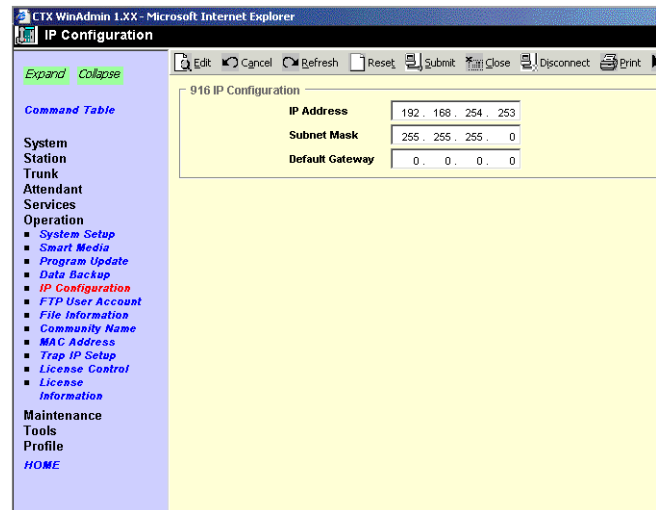 CTX WinAdmin 1.XX - Microsoft Internet Explorer
IP Configuration
Edit Cancel Refresh Reset Submit Close Disconnect Print
Expand Collapse
Command Table
System
Station
Trunk
Attendant
Services
Operation
System Setup
Smart Media
Program Update
Data Backup
IP Configuration
FTP User Account
File Information
Community Name
MAC Address
Trap IP Setup
License Control
License
Information
Maintenance
Tools
Profile
HOME
916 IP Configuration
IP Address 192 . 168 . 254 . 253
Subnet Mask 255 . 255 . 255 . 0
Default Gateway 0 . 0 . 0 . 0